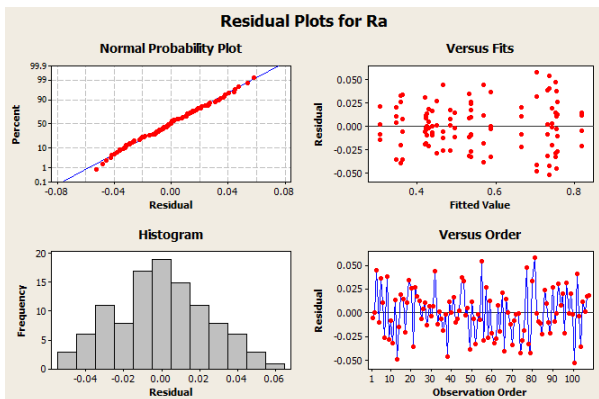 Residual Plots for Ra
Normal Probability Plot
Versus Fits
99.9
99
90
50
10
1
0.1
Percent
-0.08 -0.04 0.00 0.04 0.08
Residual
0.050
0.025
0.000
-0.025
-0.050
Residual
0.4 0.6 0.8
Fitted Value
Histogram
Versus Order
20
15
10
5
0
Frequency
-0.04 -0.02 0.00 0.02 0.04 0.06
Residual
0.050
0.025
0.000
-0.025
-0.050
Residual
1 10 20 30 40 50 60 70 80 90 100
Observation Order